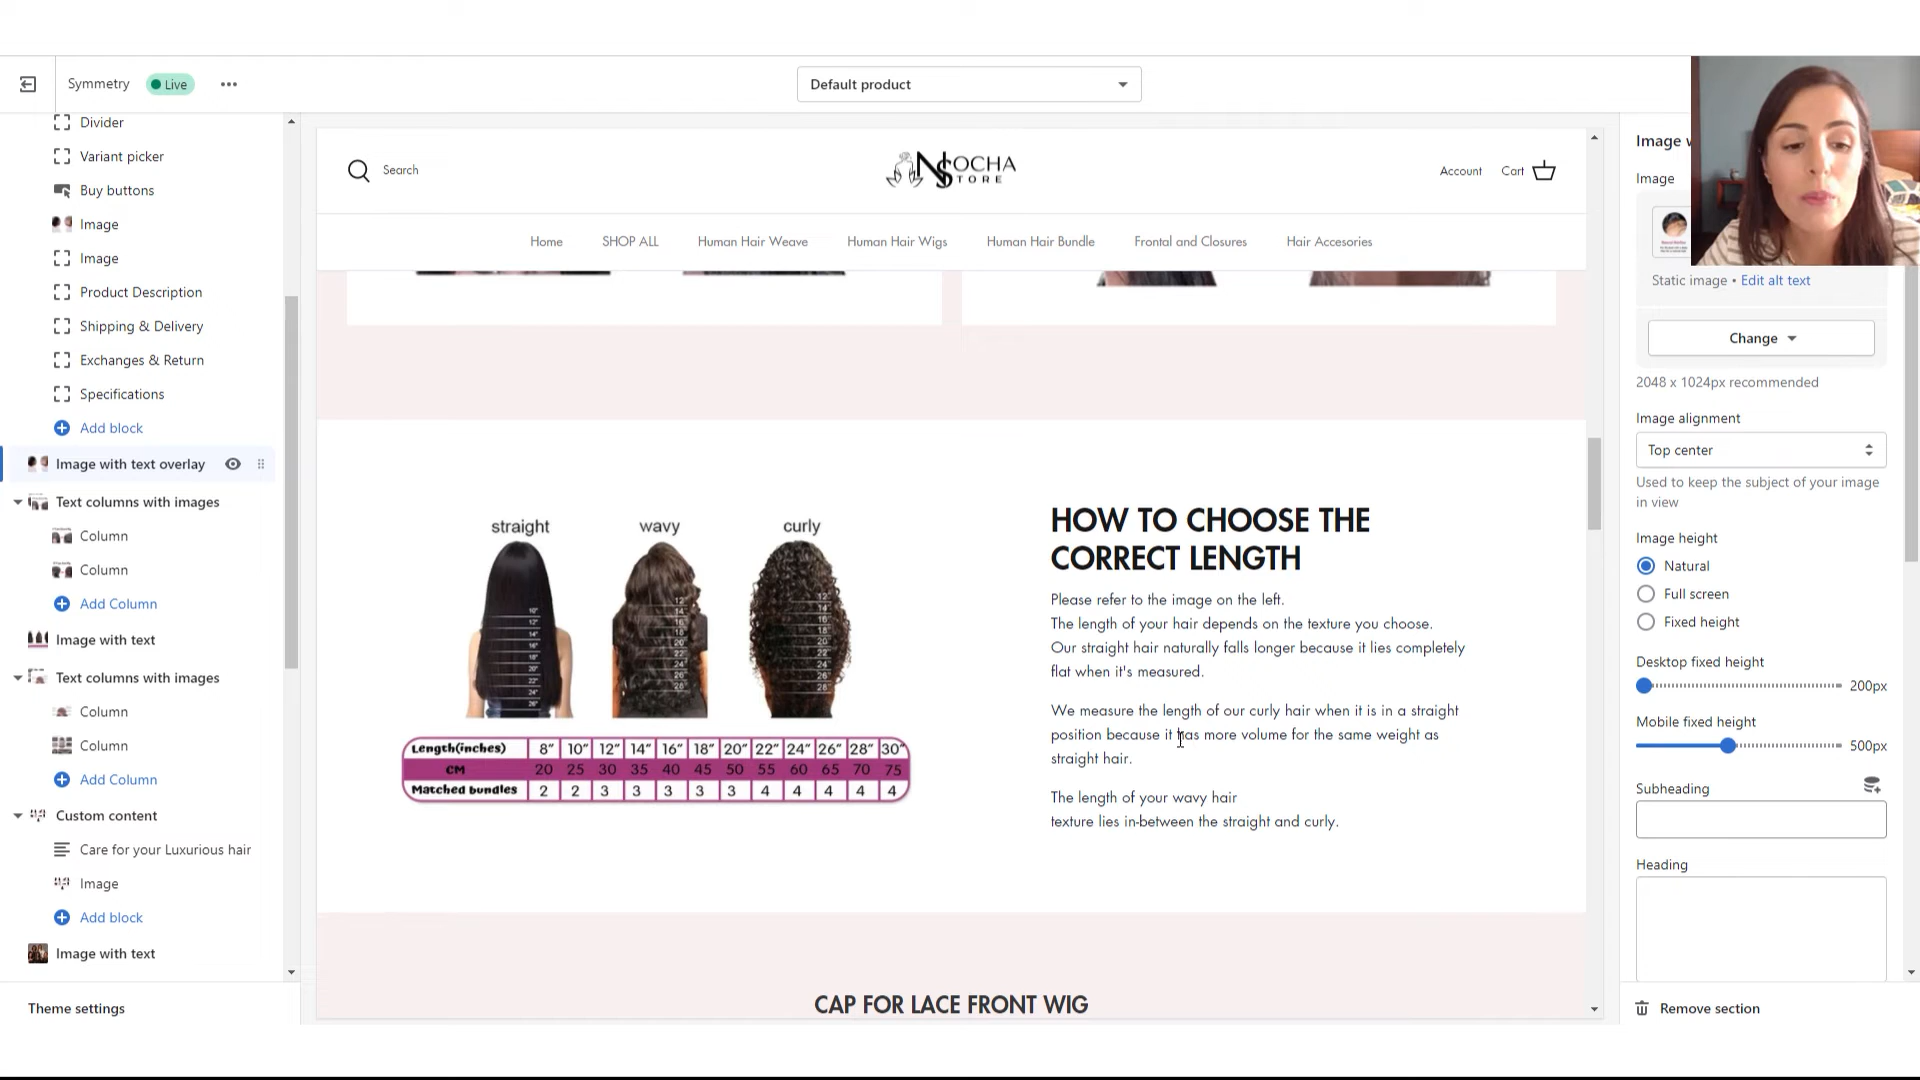 Symmetry
Live
Default product
Divider
Variant picker
Buy buttons
Image
Image
Product Description
Shipping & Delivery
Exchanges & Return
Specifications
Add block
Image with text overlay
Text columns with images
Column
Column
Add Column
Image with text
Text columns with images
Column
Column
Add Column
Custom content
Care for your Luxurious hair
Image
Add block
Image with text
Theme settings
Search
NOCHA
STORE
Account
Cart
Home
SHOP ALL
Human Hair Weave
Human Hair Wigs
Human Hair Bundle
Frontal and Closures
Hair Accesories
straight
wavy
curly
Length(inches) 8" 10" 12" 14" 16" 18" 20" 22" 24" 26" 28" 30"
CM 20 25 30 35 40 45 50 55 60 65 70 75
Matched bundles 2 2 3 3 3 3 3 4 4 4 4 4
HOW TO CHOOSE THE
CORRECT LENGTH
Please refer to the image on the left.
The length of your hair depends on the texture you choose.
Our straight hair naturally falls longer because it lies completely
flat when it's measured.
We measure the length of our curly hair when it is in a straight
position because it has more volume for the same weight as
straight hair.
The length of your wavy hair
texture lies in-between the straight and curly.
CAP FOR LACE FRONT WIG
Image
Static image • Edit alt text
Change
2048 x 1024px recommended
Image alignment
Top center
Used to keep the subject of your image
in view
Image height
Natural
Full screen
Fixed height
Desktop fixed height
200px
Mobile fixed height
500px
Subheading
Heading
Remove section